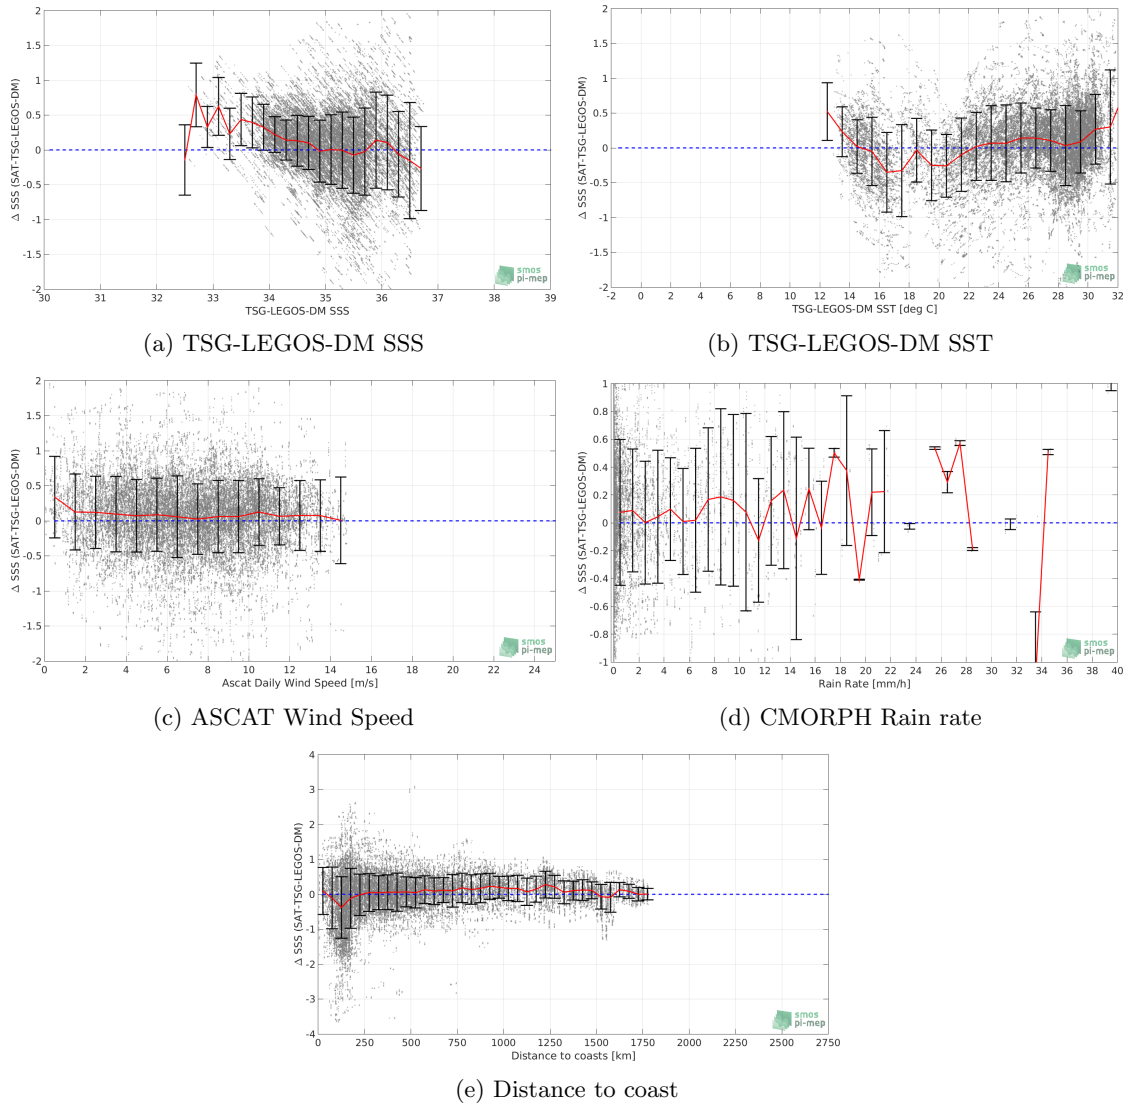 2
1.5
1
0.5
0
-0.5
-1
-1.5
-2
Δ SSS (SAT-TSG-LEGOS-DM)
30 31 32 33 34 35 36 37 38 39
TSG-LEGOS-DM SSS
smos
pi-mep
(a) TSG-LEGOS-DM SSS
2
1.5
1
0.5
0
-0.5
-1
-1.5
-2
Δ SSS (SAT-TSG-LEGOS-DM)
-2 0 2 4 6 8 10 12 14 16 18 20 22 24 26 28 30 32
TSG-LEGOS-DM SST [deg C]
smos
pi-mep
(b) TSG-LEGOS-DM SST
2
1.5
1
0.5
0
-0.5
-1
-1.5
-2
Δ SSS (SAT-TSG-LEGOS-DM)
0 2 4 6 8 10 12 14 16 18 20 22 24
Ascat Daily Wind Speed [m/s]
smos
pi-mep
(c) ASCAT Wind Speed
1
0.8
0.6
0.4
0.2
0
-0.2
-0.4
-0.6
-0.8
-1
Δ SSS (SAT-TSG-LEGOS-DM)
0 2 4 6 8 10 12 14 16 18 20 22 24 26 28 30 32 34 36 38 40
Rain Rate [mm/h]
smos
pi-mep
(d) CMORPH Rain rate
4
3
2
1
0
-1
-2
-3
-4
Δ SSS (SAT-TSG-LEGOS-DM)
0 250 500 750 1000 1250 1500 1750 2000 2250 2500 2750
Distance to coasts [km]
smos
pi-mep
(e) Distance to coast